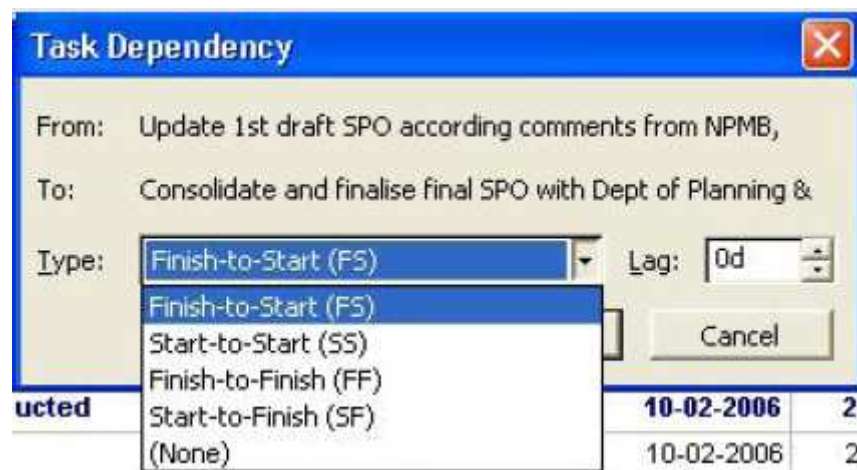 Task Dependency
From: Update 1st draft SPO according comments from NPMB,
To: Consolidate and finalise final SPO with Dept of Planning &
Type: Finish-to-Start (FS) Lag: 0d
Finish-to-Start (FS)
Start-to-Start (SS) Cancel
Finish-to-Finish (FF)
ucted Start-to-Finish (SF) 10-02-2006 2
(None) 10-02-2006 2